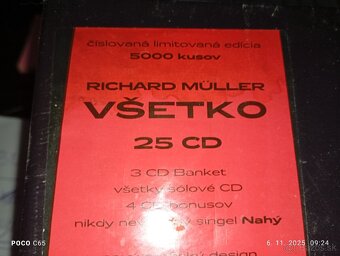 číslovaná limitovaná edícia
5000 kusov
RICHARD MÜLLER
VŠETKO
25 CD
3 CD Banket
všetky sólové CD
4 CD bonusov
nikdy singel Nahý
design
POCO C65
6. 11. 2025 09:24